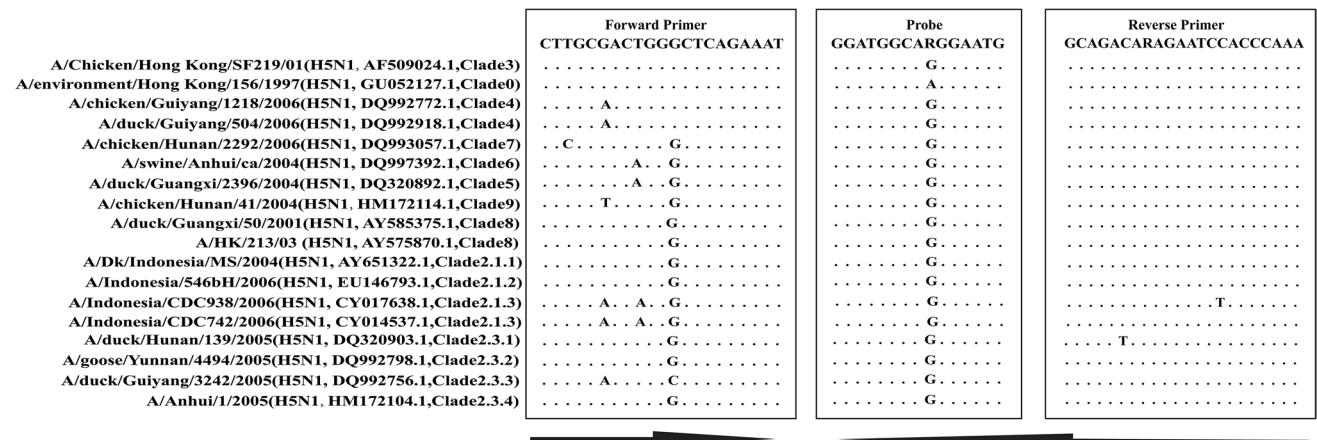 Forward Primer Probe Reverse Primer
CTTGCGACTGGGCTCAGAAAT GGATGGCARGGAATG GCAGACARAGAATCCACCCAAA
A/Chicken/Hong Kong/SF219/01(H5N1, AF509024.1,Clade3) . . . . . . . . . . . . . . . . . . . . . . . . . . . . . G. . . . . . . . . . . . . . . . . . . . . . . . . . . .
A/environment/Hong Kong/156/1997(H5N1, GU052127.1,Clade0) . . . . . . . . . . . . . . . . . . . . . . . . . . . . . A. . . . . . . . . . . . . . . . . . . . . . . . . . . .
A/chicken/Guiyang/1218/2006(H5N1, DQ992772.1,Clade4) . . . . . A. . . . . . . . . . . . . . . . . . . . . . . G. . . . . . . . . . . . . . . . . . . . . . . . . . . .
A/duck/Guiyang/504/2006(H5N1, DQ992918.1,Clade4) . . . . . A. . . . . . . . . . . . . . . . . . . . . . . G. . . . . . . . . . . . . . . . . . . . . . . . . . . .
A/chicken/Hunan/2292/2006(H5N1, DQ993057.1,Clade7) . . C. . . . . . . . G. . . . . . . . . . . . . . . . . G. . . . . . . . . . . . . . . . . . . . . . . . . . . .
A/swine/Anhui/ca/2004(H5N1, DQ997392.1,Clade6) . . . . . . . . A. . G. . . . . . . . . . . . . . . . . G. . . . . . . . . . . . . . . . . . . . . . . . . . . .
A/duck/Guangxi/2396/2004(H5N1, DQ320892.1,Clade5) . . . . . . . . A. . G. . . . . . . . . . . . . . . . . G. . . . . . . . . . . . . . . . . . . . . . . . . . . .
A/chicken/Hunan/41/2004(H5N1, HM172114.1,Clade9) . . . . . T. . . . . G. . . . . . . . . . . . . . . . . G. . . . . . . . . . . . . . . . . . . . . . . . . . . .
A/duck/Guangxi/50/2001(H5N1, AY585375.1,Clade8) . . . . . . . . . . . G. . . . . . . . . . . . . . . . . G. . . . . . . . . . . . . . . . . . . . . . . . . . . .
A/HK/213/03 (H5N1, AY575870.1,Clade8) . . . . . . . . . . . G. . . . . . . . . . . . . . . . . G. . . . . . . . . . . . . . . . . . . . . . . . . . . .
A/Dk/Indonesia/MS/2004(H5N1, AY651322.1,Clade2.1.1) . . . . . . . . . . . G. . . . . . . . . . . . . . . . . G. . . . . . . . . . . . . . . . . . . . . . . . . . . .
A/Indonesia/546bH/2006(H5N1, EU146793.1,Clade2.1.2) . . . . . . . . . . . G. . . . . . . . . . . . . . . . . G. . . . . . . . . . . . . . . . . . . . . . . . . . . .
A/Indonesia/CDC938/2006(H5N1, CY017638.1,Clade2.1.3) . . . . . A. . A. . G. . . . . . . . . . . . . . . . . G. . . . . . . . . . . . . . . . . . . . T. . . . . . .
A/Indonesia/CDC742/2006(H5N1, CY014537.1,Clade2.1.3) . . . . . A. . A. . G. . . . . . . . . . . . . . . . . G. . . . . . . . . . . . . . . . . . . . . . . . . . . .
A/duck/Hunan/139/2005(H5N1, DQ320903.1,Clade2.3.1) . . . . . . . . . . . G. . . . . . . . . . . . . . . . . G. . . . . . . . . . . T. . . . . . . . . . . . . . . .
A/goose/Yunnan/4494/2005(H5N1, DQ992798.1,Clade2.3.2) . . . . . . . . . . . G. . . . . . . . . . . . . . . . . G. . . . . . . . . . . . . . . . . . . . . . . . . . . .
A/duck/Guiyang/3242/2005(H5N1, DQ992756.1,Clade2.3.3) . . . . . A. . . . . C. . . . . . . . . . . . . . . . . G. . . . . . . . . . . . . . . . . . . . . . . . . . . .
A/Anhui/1/2005(H5N1, HM172104.1,Clade2.3.4) . . . . . . . . . . . G. . . . . . . . . . . . . . . . . G. . . . . . . . . . . . . . . . . . . . . . . . . . . .